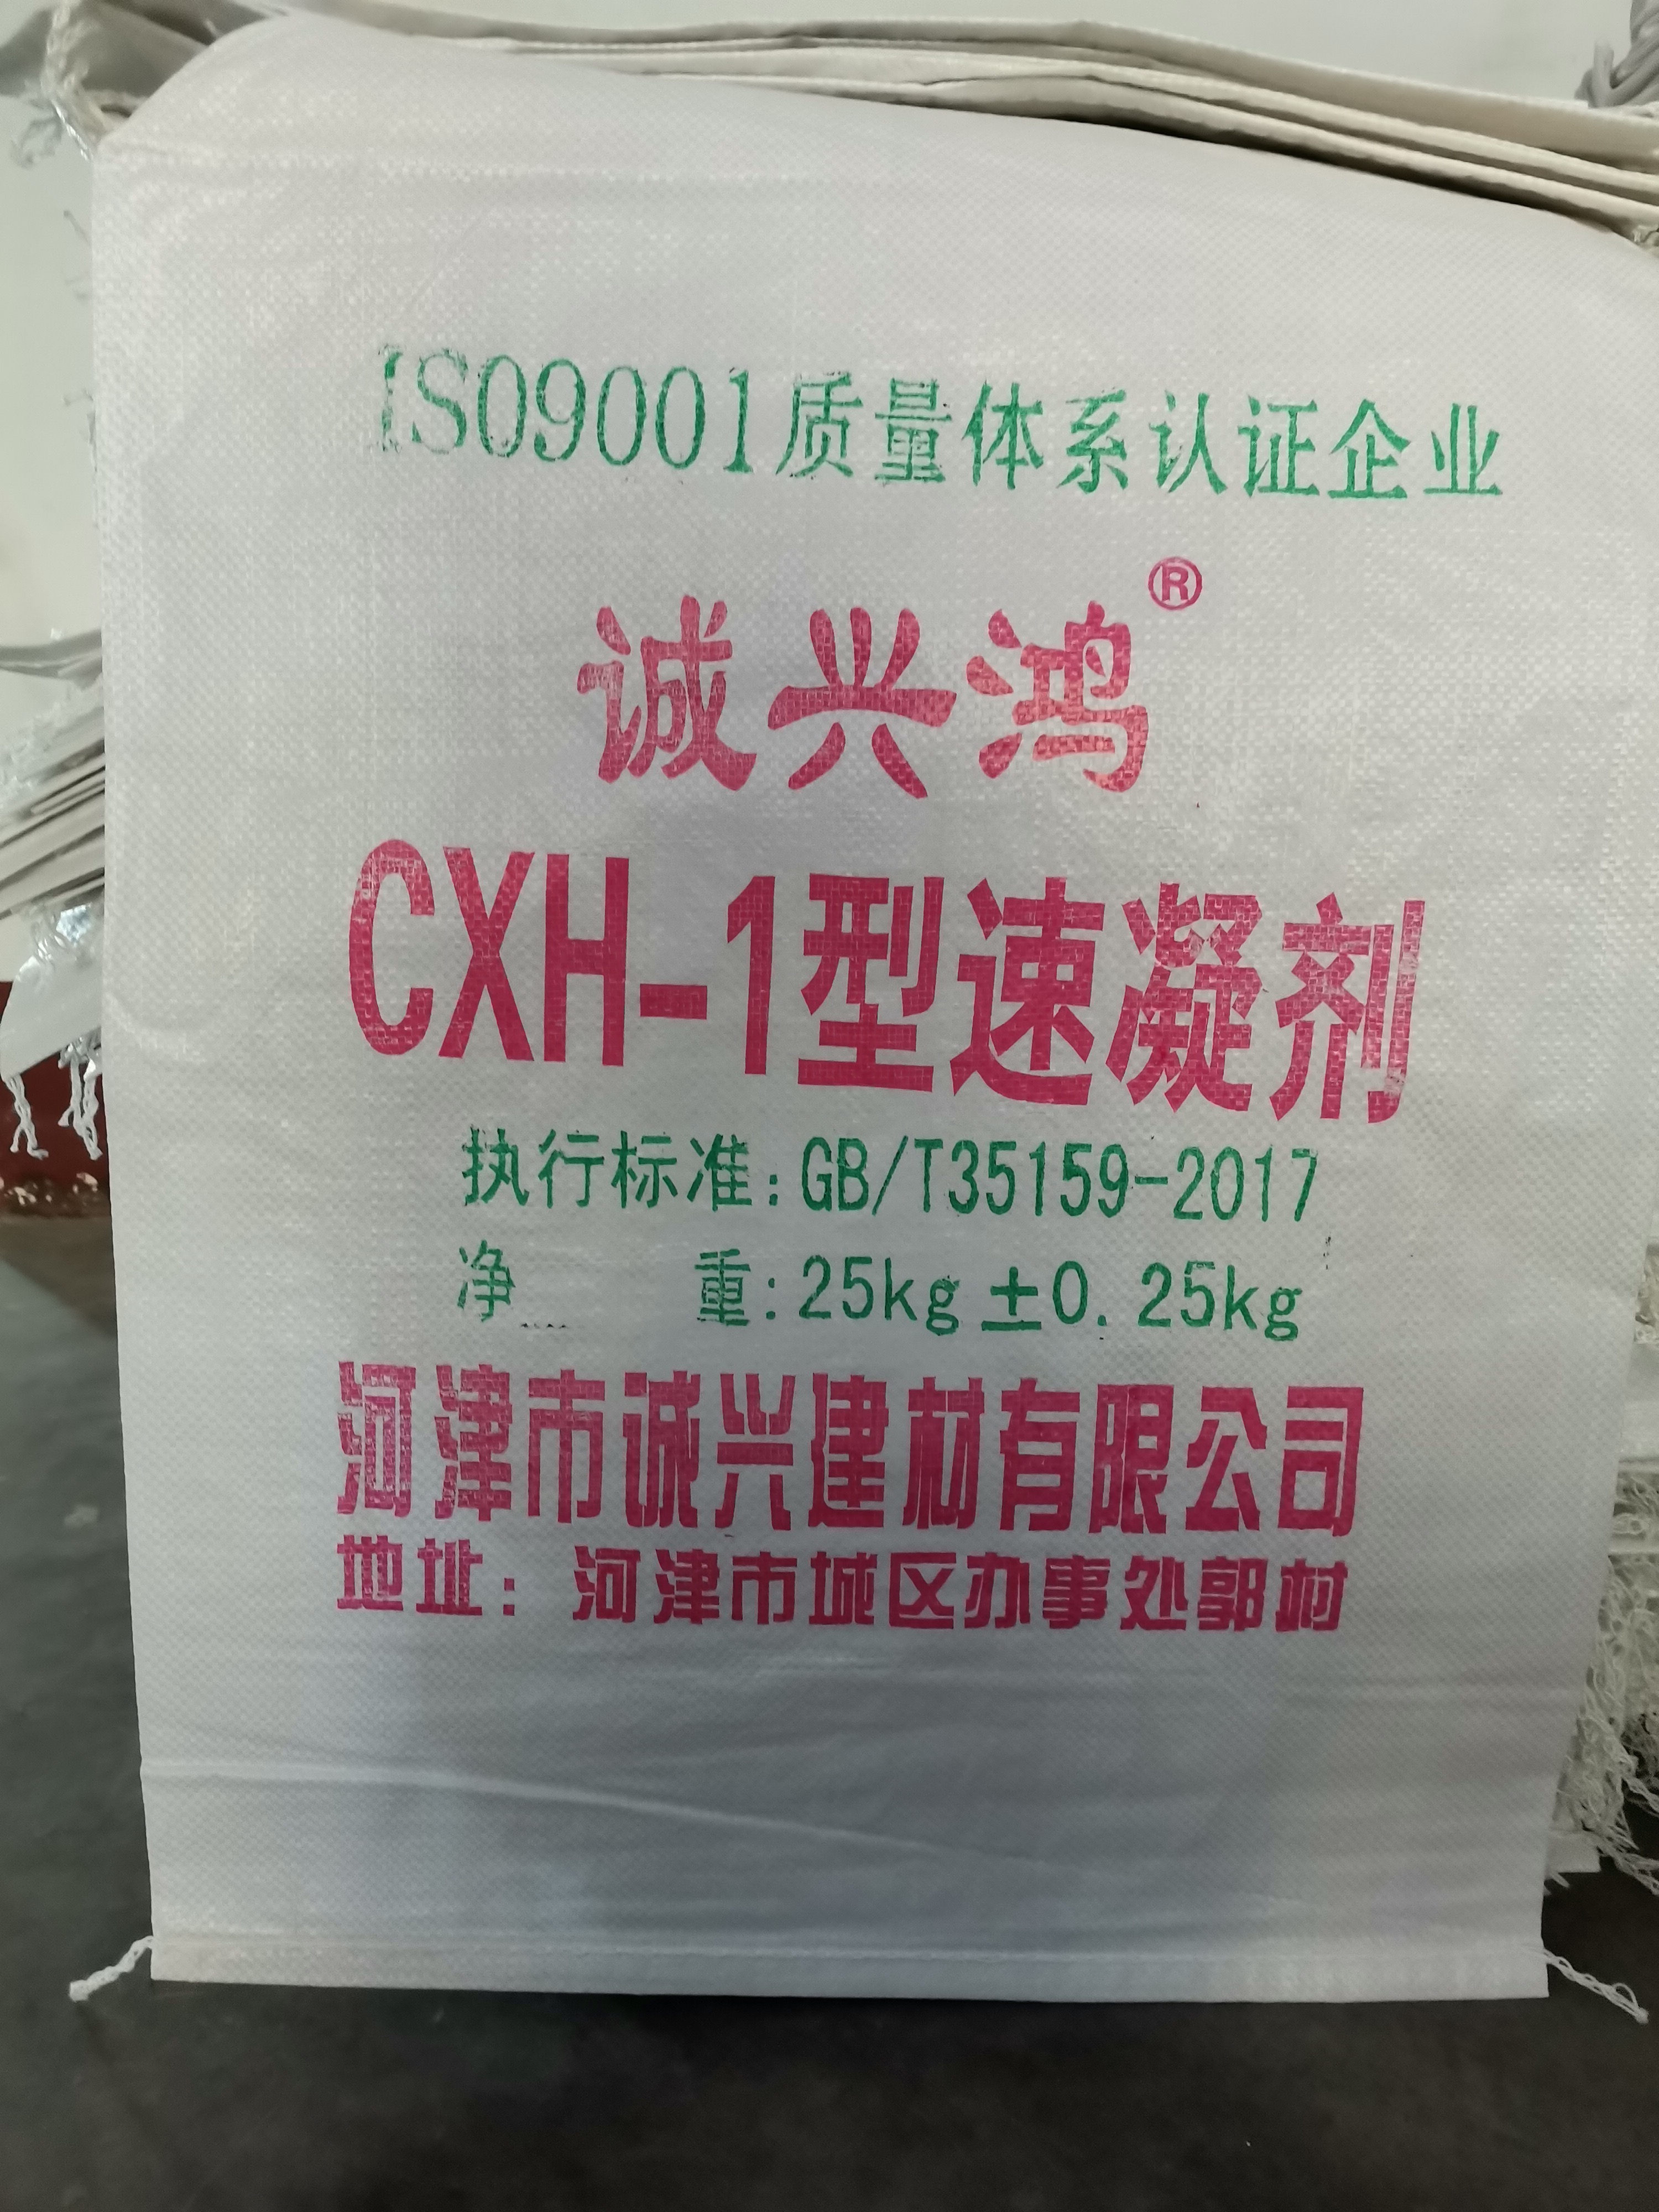 ISO9001质量体系认证企业
诚兴鸿®
CXH-1型速凝剂
执行标准:GB/T35159-2017
净 重:25kg±0.25kg
河津市诚兴建材有限公司
地址:河津市城区办事处郭村